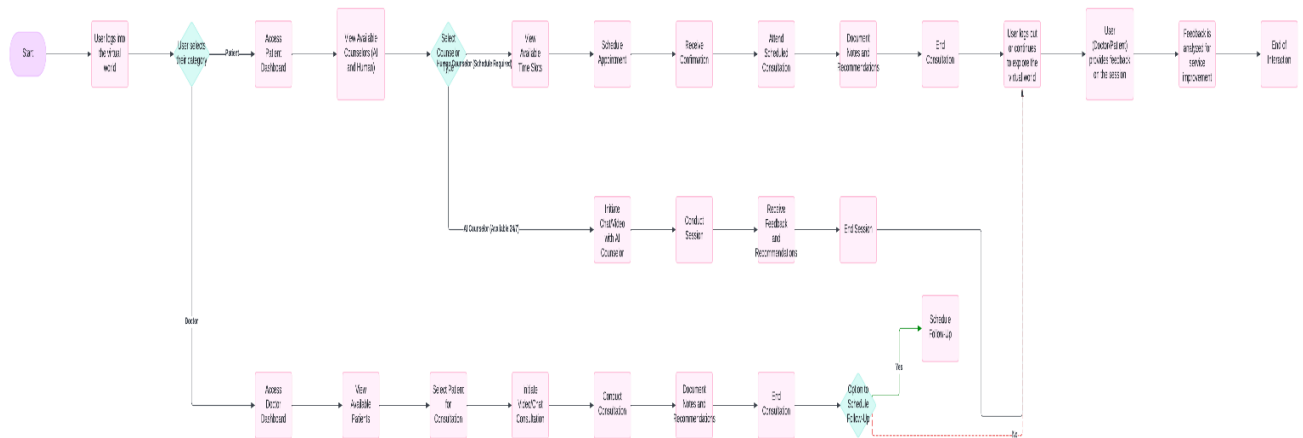 Start
User logs into
the virtual
world
User selects
their category
Patient
Access
Patient
Dashboard
View Available
Counselors (AI
and Human)
Select
Counselor
Type
Human Counselor (Schedule Required)
View
Available
Time Slots
Schedule
Appointment
Receive
Confirmation
Attend
Scheduled
Consultation
Document
Notes and
Recommendations
End
Consultation
User logs out
or continues
to explore the
virtual world
User
(Doctor/Patient)
provides feedback
on the session
Feedback is
analyzed for
service
improvement
End of
Interaction
AI Counselor (Available 24/7)
Initiate
Chat/Video
with AI
Counselor
Conduct
Session
Receive
Feedback
and
Recommendations
End Session
Doctor
Access
Doctor
Dashboard
View
Available
Patients
Select Patient
for
Consultation
Initiate
Video/Chat
Consultation
Conduct
Consultation
Document
Notes and
Recommendations
End
Consultation
Option to
Schedule
Follow-Up
Yes
Schedule
Follow-Up
No